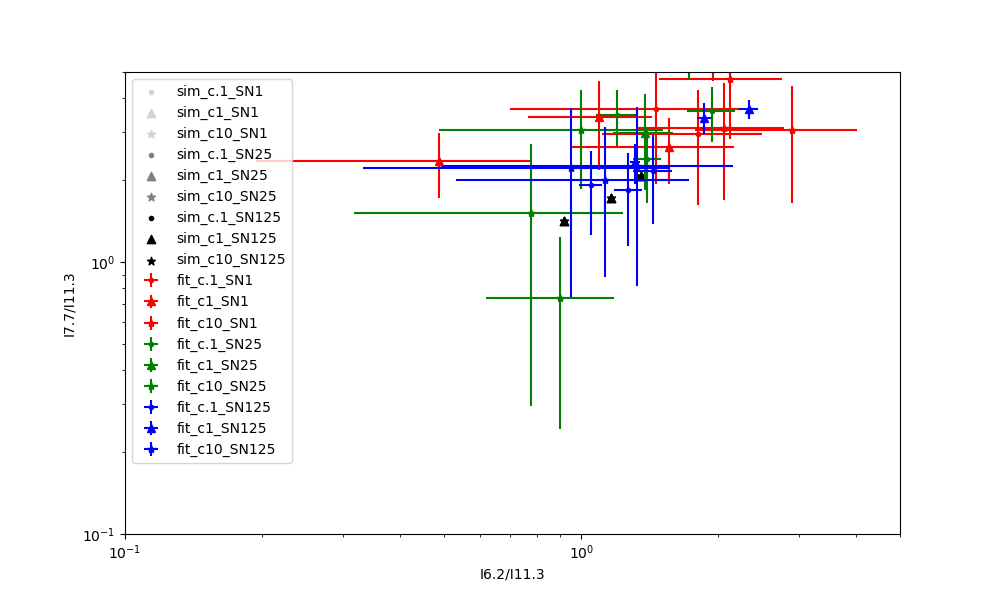 sim_c.1_SN1
sim_c1_SN1
sim_c10_SN1
sim_c.1_SN25
sim_c1_SN25
sim_c10_SN25
sim_c.1_SN125
sim_c1_SN125
sim_c10_SN125
fit_c.1_SN1
fit_c1_SN1
fit_c10_SN1
fit_c.1_SN25
fit_c1_SN25
fit_c10_SN25
fit_c.1_SN125
fit_c1_SN125
fit_c10_SN125
I7.7/I11.3
10⁰
10⁻¹
10⁻¹ 10⁰
I6.2/I11.3